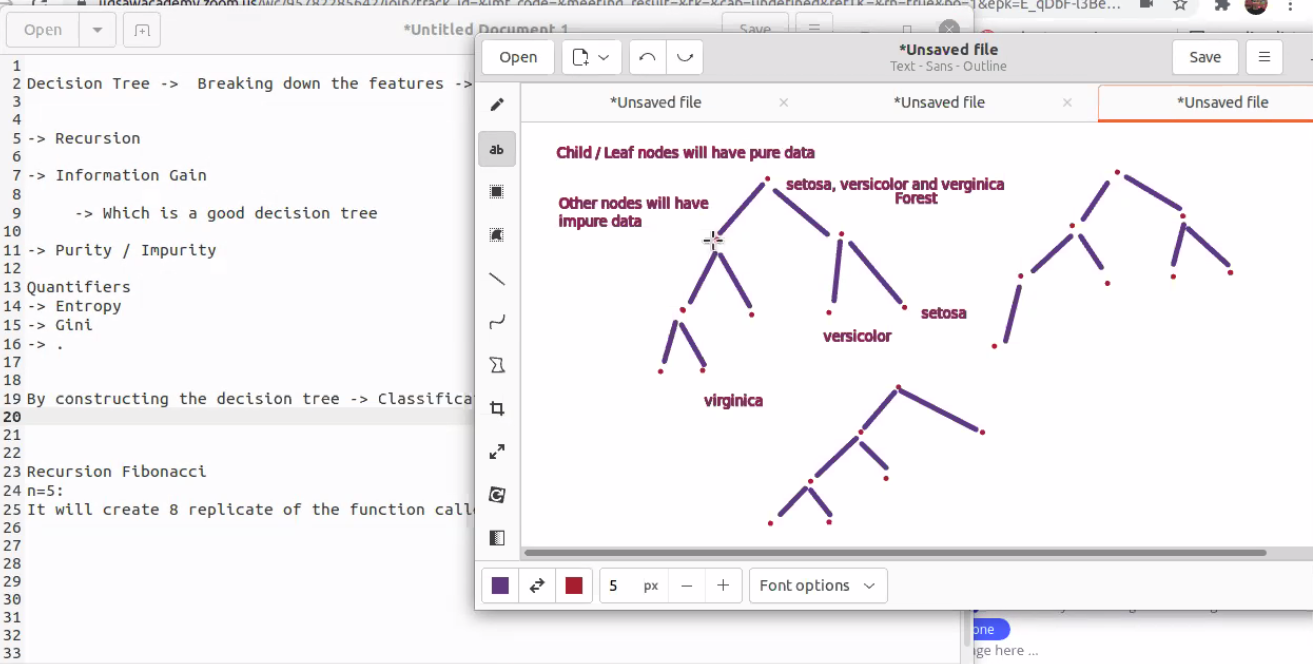 Open
*Untitled Document 1
Save
1
2 Decision Tree -> Breaking down the features ->
3
4
5 -> Recursion
6
7 -> Information Gain
8
9 -> Which is a good decision tree
10
11 -> Purity / Impurity
12
13 Quantifiers
14 -> Entropy
15 -> Gini
16 -> .
17
18
19 By constructing the decision tree -> Classifica
20
21
22
23 Recursion Fibonacci
24 n=5:
25 It will create 8 replicate of the function calle
26
27
28
29
30
31
32
33
Open
*Unsaved file
Text - Sans - Outline
Save
*Unsaved file
*Unsaved file
*Unsaved file
ab
Child / Leaf nodes will have pure data
setosa, versicolor and verginica
Forest
Other nodes will have
impure data
setosa
versicolor
virginica
5 px
Font options
one
ge here ...